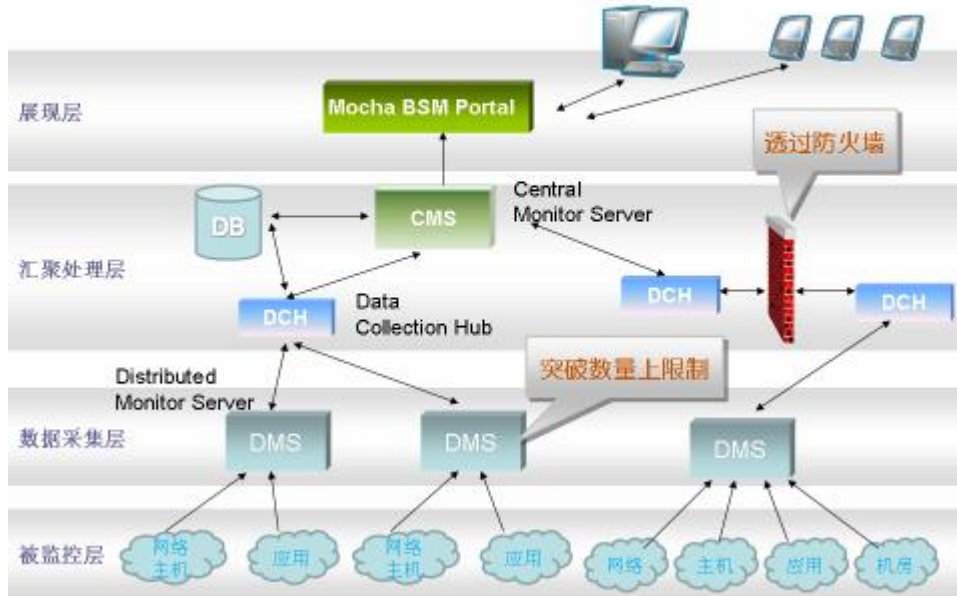 展现层
Mocha BSM Portal
透过防火墙
汇聚处理层
DB
CMS
Central
Monitor Server
DCH
Data
Collection Hub
DCH
DCH
突破数量上限制
Distributed
Monitor Server
数据采集层
DMS
DMS
DMS
被监控层
网络
主机
应用
网络
主机
应用
网络
主机
应用
机房